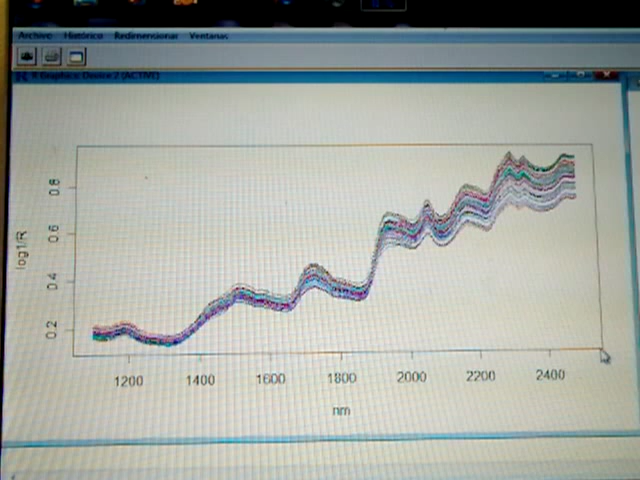 Archivo Histórico Redimensionar Ventanas
R Graphics: Device 2 (ACTIVE)
log1/R
0.8
0.6
0.4
0.2
1200 1400 1600 1800 2000 2200 2400
nm